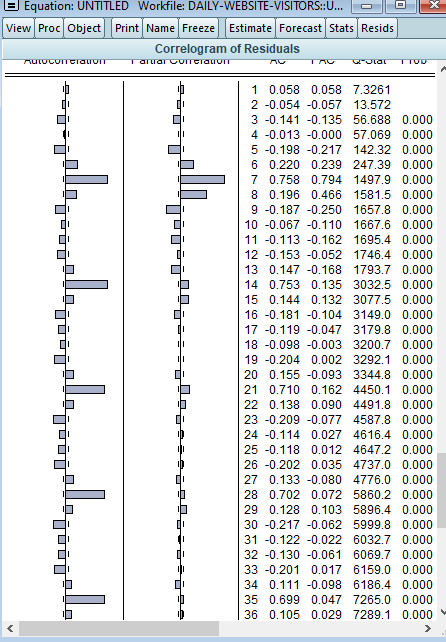 Equation: UNTITLED Workfile: DAILY-WEBSITE-VISITORS::U...
View Proc Object Print Name Freeze Estimate Forecast Stats Resids
Correlogram of Residuals
Autocorrelation Partial Correlation AC PAC Q-Stat Prob
1 0.058 0.058 7.3261
2 -0.054 -0.057 13.572
3 -0.141 -0.135 56.688 0.000
4 -0.013 -0.000 57.069 0.000
5 -0.198 -0.217 142.32 0.000
6 0.220 0.239 247.39 0.000
7 0.758 0.794 1497.9 0.000
8 0.196 0.466 1581.5 0.000
9 -0.187 -0.250 1657.8 0.000
10 -0.067 -0.110 1667.6 0.000
11 -0.113 -0.162 1695.4 0.000
12 -0.153 -0.052 1746.4 0.000
13 0.147 -0.168 1793.7 0.000
14 0.753 0.135 3032.5 0.000
15 0.144 0.132 3077.5 0.000
16 -0.181 -0.104 3149.0 0.000
17 -0.119 -0.047 3179.8 0.000
18 -0.098 -0.003 3200.7 0.000
19 -0.204 0.002 3292.1 0.000
20 0.155 -0.093 3344.8 0.000
21 0.710 0.162 4450.1 0.000
22 0.138 0.090 4491.8 0.000
23 -0.209 -0.077 4587.8 0.000
24 -0.114 0.027 4616.4 0.000
25 -0.118 0.012 4647.2 0.000
26 -0.202 0.035 4737.0 0.000
27 0.133 -0.080 4776.0 0.000
28 0.702 0.072 5860.2 0.000
29 0.128 0.103 5896.4 0.000
30 -0.217 -0.062 5999.8 0.000
31 -0.122 -0.022 6032.7 0.000
32 -0.130 -0.061 6069.7 0.000
33 -0.201 0.017 6159.0 0.000
34 0.111 -0.098 6186.4 0.000
35 0.699 0.047 7265.0 0.000
36 0.105 0.029 7289.1 0.000